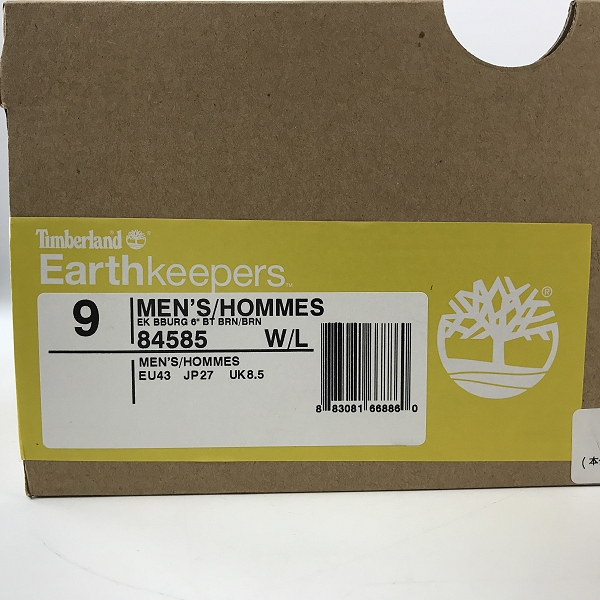 Timberland
Earthkeepers™
9
MEN'S/HOMMES
EK BBURG 6" BT BRN/BRN
84585 W/L
MEN'S/HOMMES
EU43 JP27 UK8.5
8 83081 66886 0
®
(本